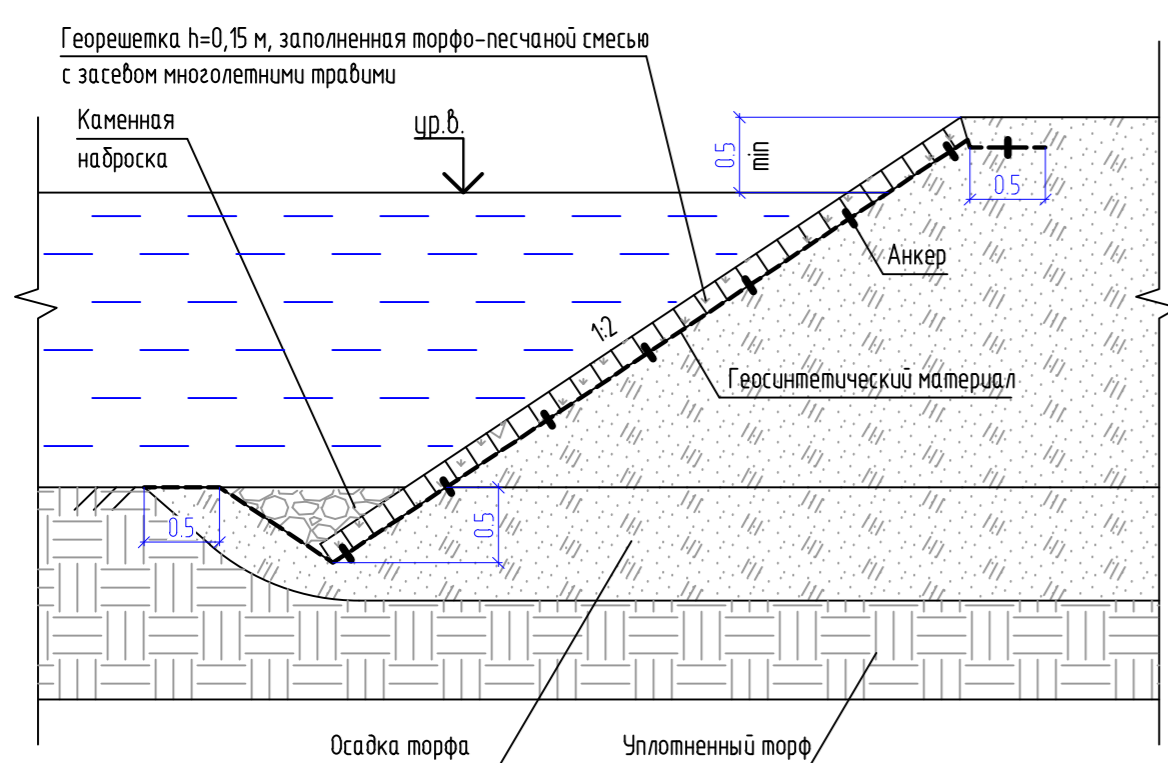 Георешетка h=0,15 м, заполненная торфо-песчаной смесью
с засевом многолетними травими
Каменная
наброска
ур.в.
0.5
min
0.5
Анкер
1:2
Геосинтетический материал
0.5
0.5
Осадка торфа
Уплотненный торф